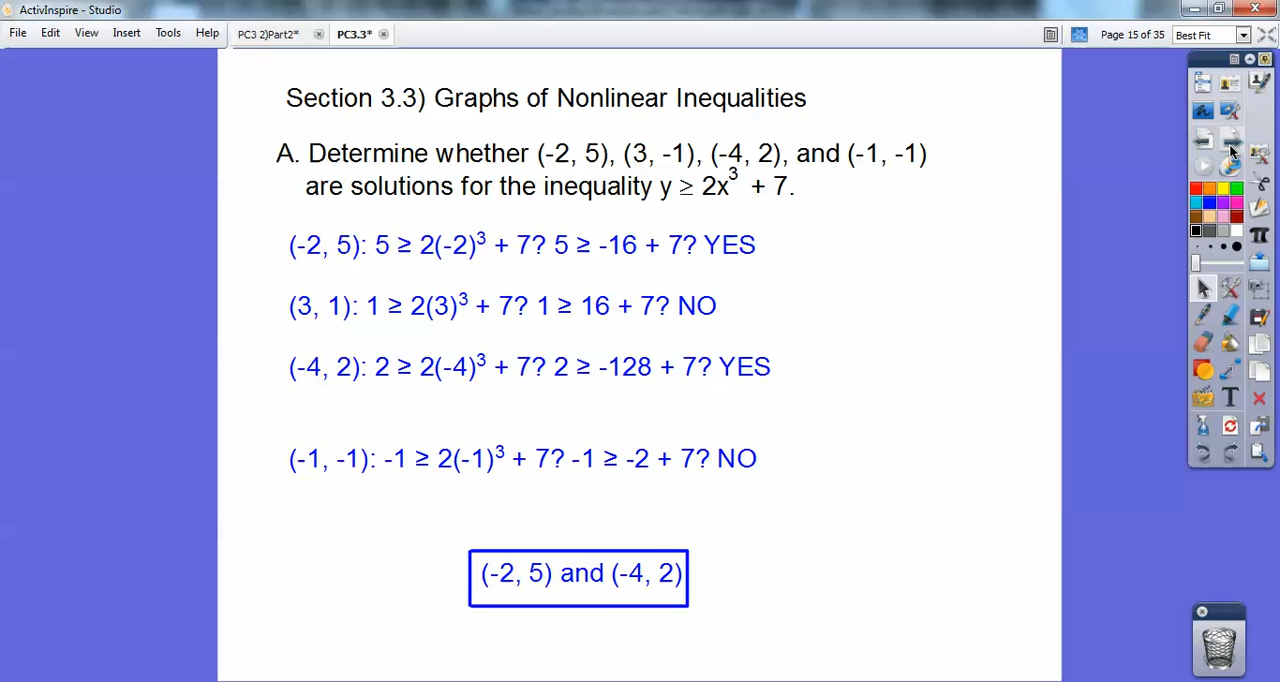 ActivInspire - Studio
File Edit View Insert Tools Help PC3 2)Part2* PC3.3* Page 15 of 35 Best Fit
Section 3.3) Graphs of Nonlinear Inequalities
A. Determine whether (-2, 5), (3, -1), (-4, 2), and (-1, -1)
are solutions for the inequality y ≥ 2x³ + 7.
(-2, 5): 5 ≥ 2(-2)³ + 7? 5 ≥ -16 + 7? YES
(3, 1): 1 ≥ 2(3)³ + 7? 1 ≥ 16 + 7? NO
(-4, 2): 2 ≥ 2(-4)³ + 7? 2 ≥ -128 + 7? YES
(-1, -1): -1 ≥ 2(-1)³ + 7? -1 ≥ -2 + 7? NO
(-2, 5) and (-4, 2)